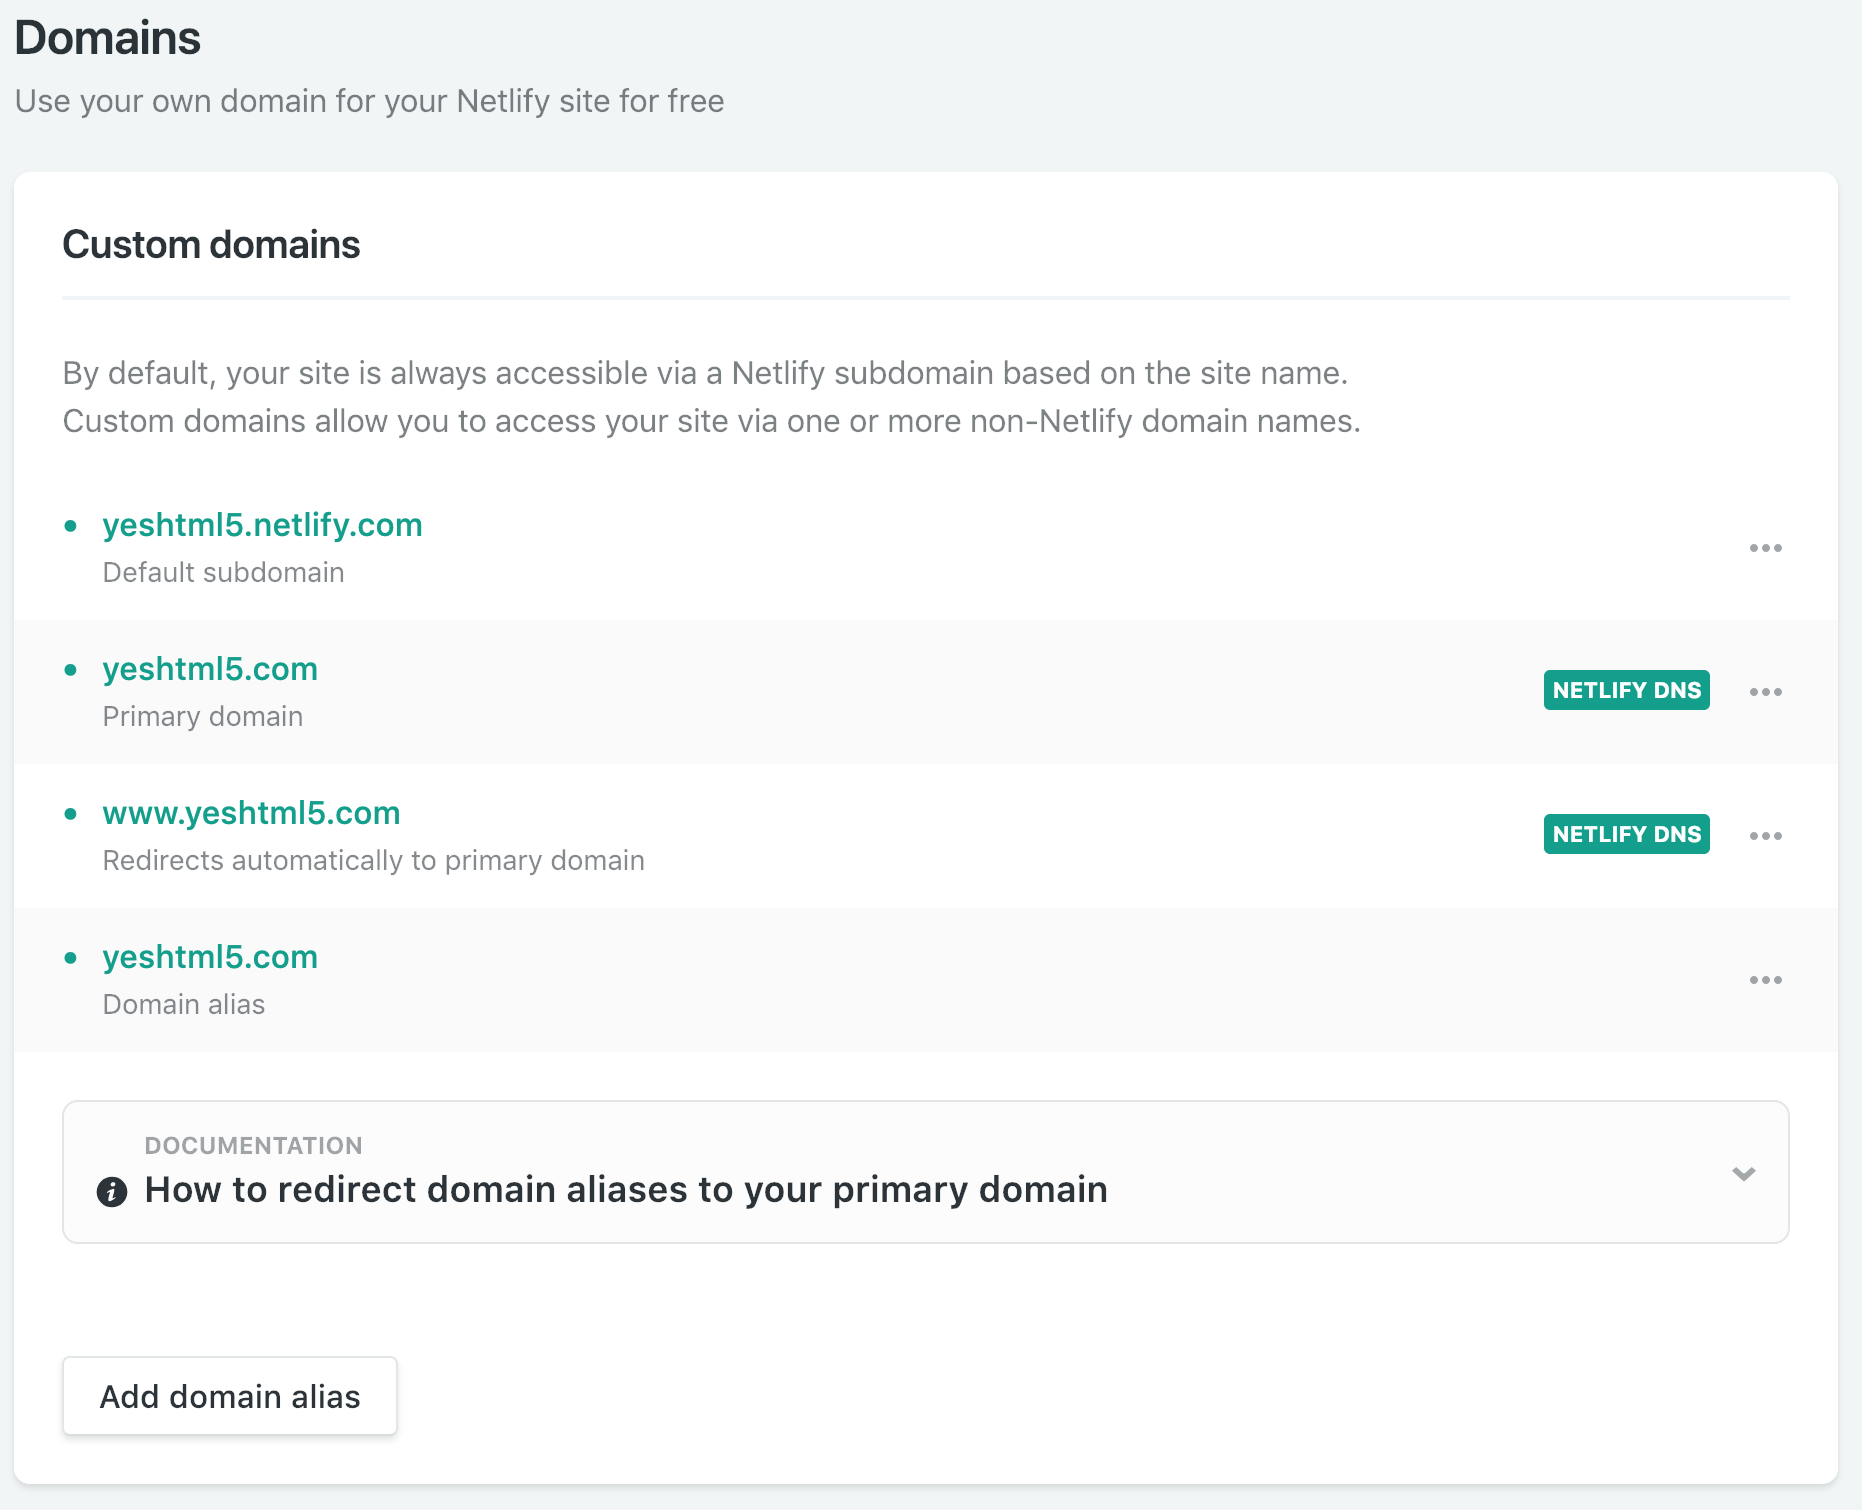 Domains
Use your own domain for your Netlify site for free
Custom domains
By default, your site is always accessible via a Netlify subdomain based on the site name.
Custom domains allow you to access your site via one or more non-Netlify domain names.
yeshtml5.netlify.com
Default subdomain
yeshtml5.com
NETLIFY DNS
Primary domain
www.yeshtml5.com
NETLIFY DNS
Redirects automatically to primary domain
yeshtml5.com
Domain alias
DOCUMENTATION
How to redirect domain aliases to your primary domain
Add domain alias